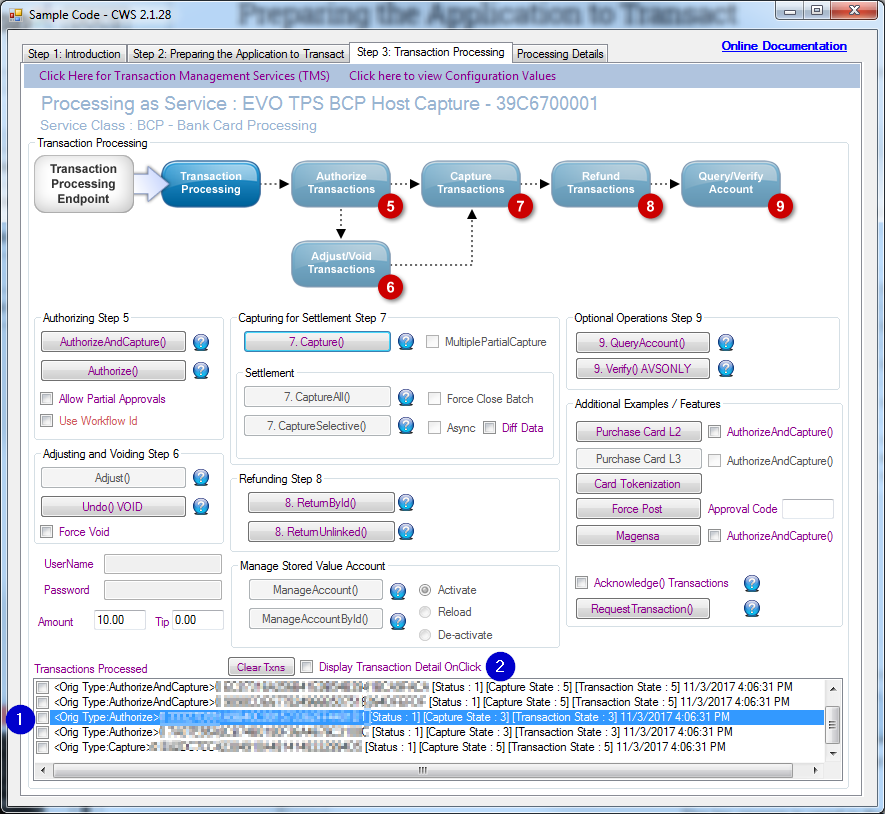 Preparing the Application to Transact
Sample Code - CWS 2.1.28
Step 1: Introduction
Step 2: Preparing the Application to Transact
Step 3: Transaction Processing
Processing Details
Online Documentation
Click Here for Transaction Management Services (TMS)
Click here to view Configuration Values
Processing as Service : EVO TPS BCP Host Capture - 39C6700001
Service Class : BCP - Bank Card Processing
Transaction Processing
Transaction
Processing
Endpoint
Transaction
Processing
Authorize
Transactions
5
Capture
Transactions
7
Refund
Transactions
8
Query/Verify
Account
9
Adjust/Void
Transactions
6
Authorizing Step 5
AuthorizeAndCapture()
Authorize()
Allow Partial Approvals
Use Workflow Id
Adjusting and Voiding Step 6
Adjust()
Undo() VOID
Force Void
UserName
Password
Amount 10.00 Tip 0.00
Capturing for Settlement Step 7
7. Capture()
MultiplePartialCapture
Settlement
7. CaptureAll()
Force Close Batch
7. CaptureSelective()
Async
Diff Data
Refunding Step 8
8. ReturnById()
8. ReturnUnlinked()
Manage Stored Value Account
ManageAccount()
Activate
Reload
ManageAccountById()
De-activate
Optional Operations Step 9
9. QueryAccount()
9. Verify() AVSONLY
Additional Examples / Features
Purchase Card L2
AuthorizeAndCapture()
Purchase Card L3
AuthorizeAndCapture()
Card Tokenization
Force Post
Approval Code
Magensa
AuthorizeAndCapture()
Acknowledge() Transactions
RequestTransaction()
Transactions Processed
Clear Txns
Display Transaction Detail OnClick
2
<Orig Type:AuthorizeAndCapture> [Status : 1] [Capture State : 5] [Transaction State : 5] 11/3/2017 4:06:31 PM
<Orig Type:AuthorizeAndCapture> [Status : 1] [Capture State : 5] [Transaction State : 5] 11/3/2017 4:06:31 PM
1
<Orig Type:Authorize> [Status : 1] [Capture State : 3] [Transaction State : 3] 11/3/2017 4:06:31 PM
<Orig Type:Authorize> [Status : 1] [Capture State : 3] [Transaction State : 3] 11/3/2017 4:06:31 PM
<Orig Type:Capture> [Status : 1] [Capture State : 5] [Transaction State : 5] 11/3/2017 4:06:31 PM